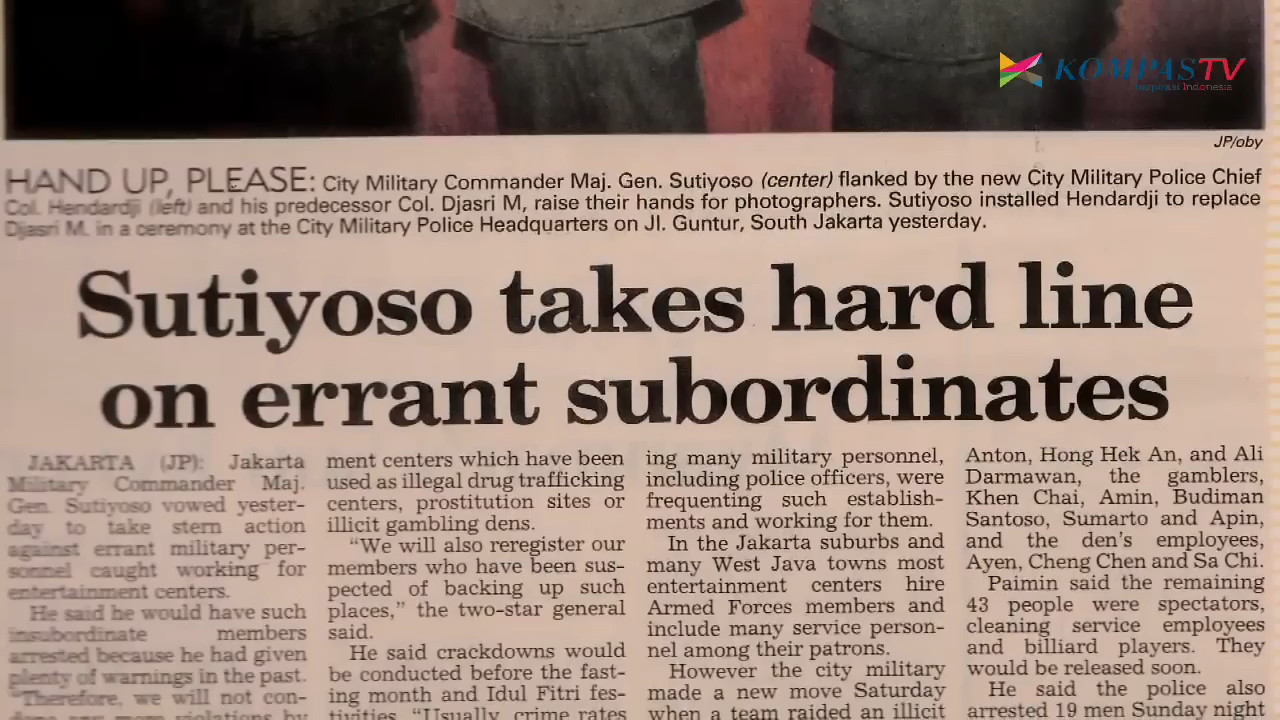 KOMPASTV
Inspirasi Indonesia
JP/oby
HAND UP, PLEASE: City Military Commander Maj. Gen. Sutiyoso (center) flanked by the new City Military Police Chief
Col. Hendardji (left) and his predecessor Col. Djasri M, raise their hands for photographers. Sutiyoso installed Hendardji to replace
Djasri M. in a ceremony at the City Military Police Headquarters on Jl. Guntur, South Jakarta yesterday.
Sutiyoso takes hard line
on errant subordinates
JAKARTA (JP): Jakarta
Military Commander Maj.
Gen. Sutiyoso vowed yester-
day to take stern action
against errant military per-
sonnel caught working for
entertainment centers.
He said he would have such
insubordinate members
arrested because he had given
plenty of warnings in the past.
"Therefore, we will not con-
done any more violations by
ment centers which have been
used as illegal drug trafficking
centers, prostitution sites or
illicit gambling dens.
"We will also reregister our
members who have been sus-
pected of backing up such
places," the two-star general
said.
He said crackdowns would
be conducted before the fast-
ing month and Idul Fitri fes-
tivities. "Usually crime rates
ing many military personnel,
including police officers, were
frequenting such establish-
ments and working for them.
In the Jakarta suburbs and
many West Java towns most
entertainment centers hire
Armed Forces members and
include many service person-
nel among their patrons.
However the city military
made a new move Saturday
when a team raided an illicit
Anton, Hong Hek An, and Ali
Darmawan, the gamblers,
Khen Chai, Amin, Budiman
Santoso, Sumarto and Apin,
and the den's employees,
Ayen, Cheng Chen and Sa Chi.
Paimin said the remaining
43 people were spectators,
cleaning service employees
and billiard players. They
would be released soon.
He said the police also
arrested 19 men Sunday night